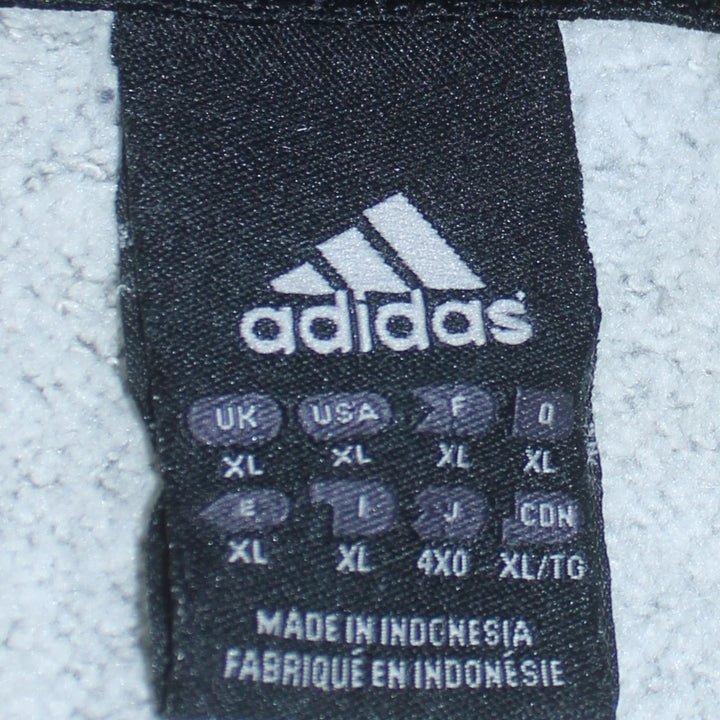 adidas
UK USA F D
XL XL XL XL
E I J CDN
XL XL 4XO XL/TG
MADE IN INDONESIA
FABRIQUÉ EN INDONÉSIE